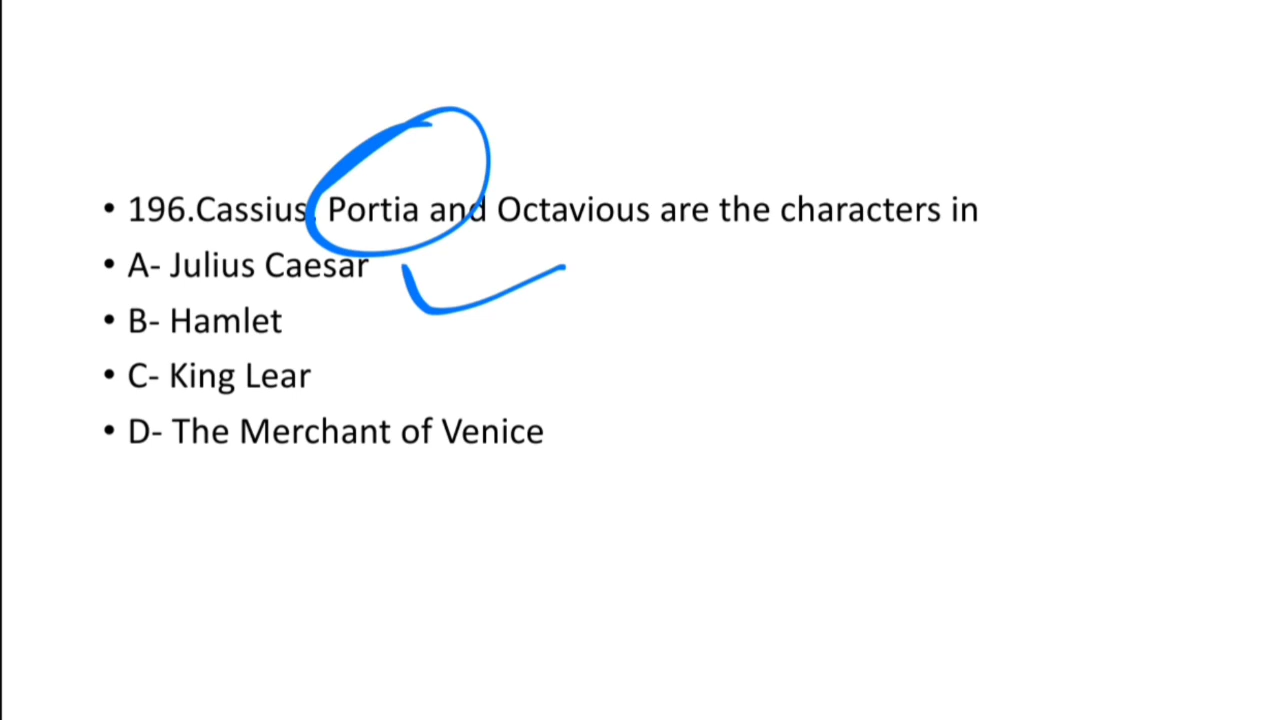 • 196.Cassius, Portia and Octavious are the characters in
• A- Julius Caesar
• B- Hamlet
• C- King Lear
• D- The Merchant of Venice